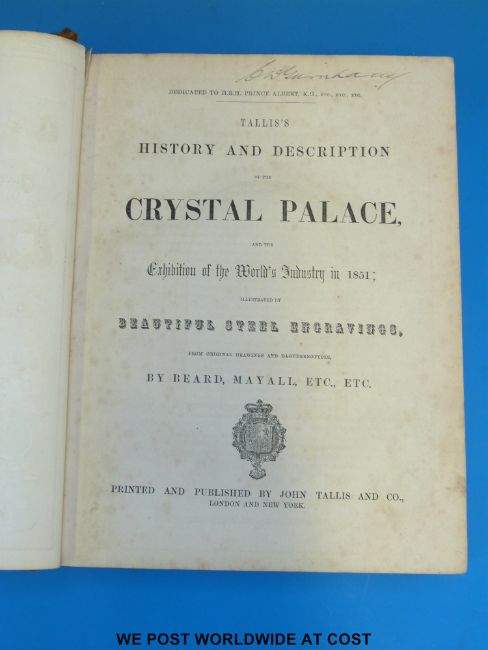 DEDICATED TO H.R.H. PRINCE ALBERT, K.G., ETC., ETC., ETC.
TALLIS'S
HISTORY AND DESCRIPTION
OF THE
CRYSTAL PALACE,
AND THE
Exhibition of the World's Industry in 1851;
ILLUSTRATED BY
BEAUTIFUL STEEL ENGRAVINGS,
FROM ORIGINAL DRAWINGS AND DAGUERREOTYPES,
BY BEARD, MAYALL, ETC., ETC.
PRINTED AND PUBLISHED BY JOHN TALLIS AND CO.,
LONDON AND NEW YORK.
WE POST WORLDWIDE AT COST